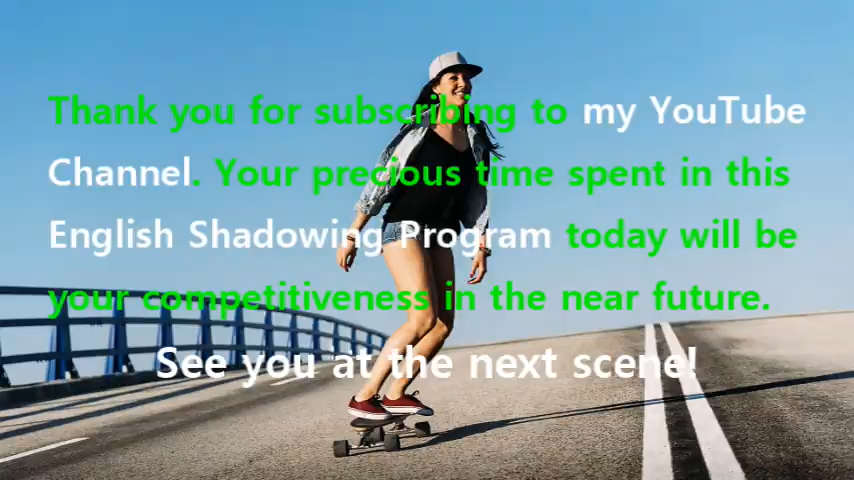 Thank you for subscribing to my YouTube
Channel. Your precious time spent in this
English Shadowing Program today will be
your competitiveness in the near future.
See you at the next scene!